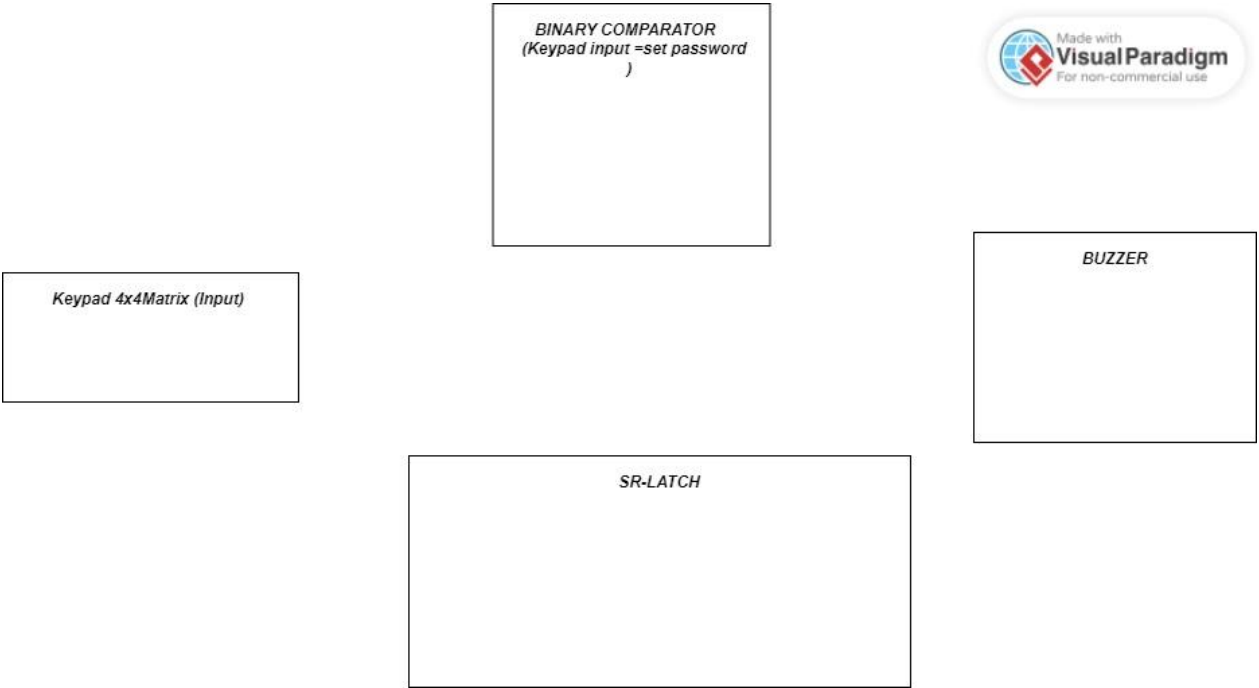 BINARY COMPARATOR
(Keypad input =set password
)
Made with
Visual Paradigm
For non-commercial use
BUZZER
Keypad 4x4Matrix (Input)
SR-LATCH